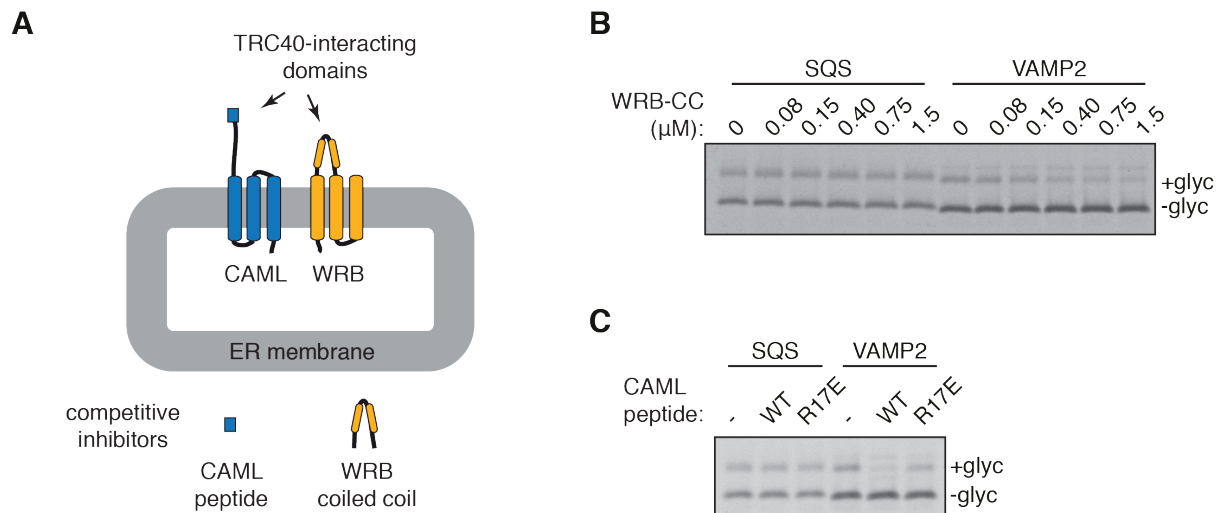 A
TRC40-interacting
domains
CAML WRB
ER membrane
competitive
inhibitors
CAML
peptide
WRB
coiled coil
B
SQS VAMP2
WRB-CC
(μM):
0 0.08 0.15 0.40 0.75 1.5 0 0.08 0.15 0.40 0.75 1.5
+glyc
-glyc
C
SQS VAMP2
CAML
peptide:
- WT R17E - WT R17E
+glyc
-glyc